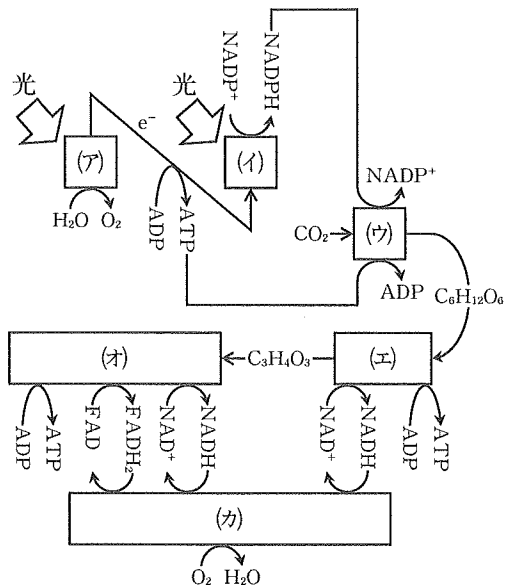 光
光
NADP⁺
NADPH
e⁻
(ア)
(イ)
H₂O O₂
ADP
ATP
NADP⁺
CO₂
(ウ)
ADP
C₆H₁₂O₆
(オ)
C₃H₄O₃
(エ)
ADP
ATP
FAD
FADH₂
NAD⁺
NADH
NAD⁺
NADH
ADP
ATP
(カ)
O₂ H₂O